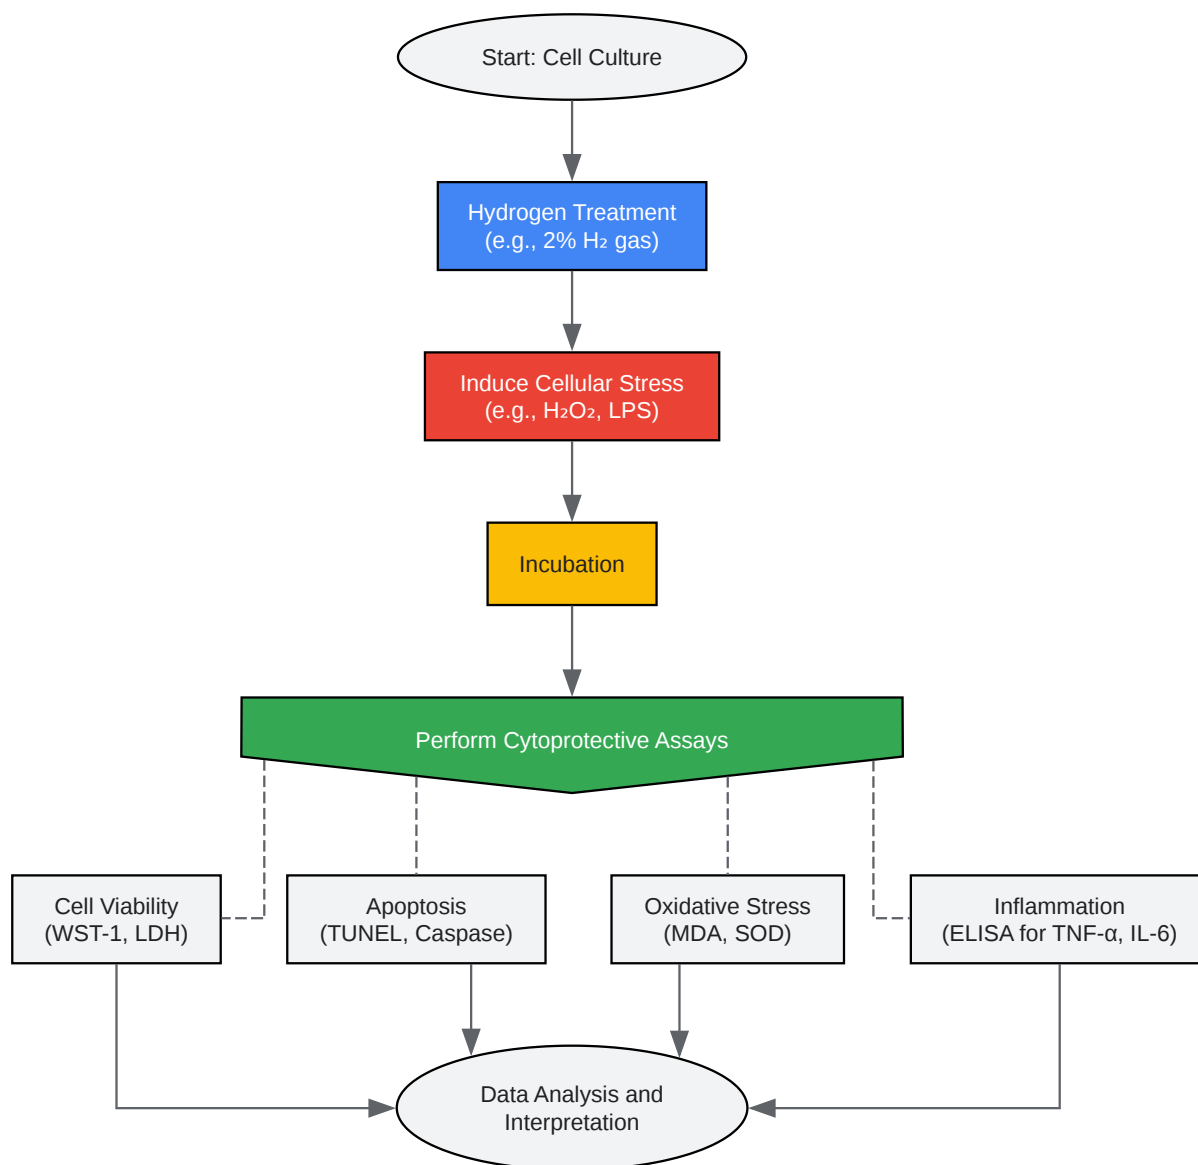 Start: Cell Culture
Hydrogen Treatment
(e.g., 2% H₂ gas)
Induce Cellular Stress
(e.g., H₂O₂, LPS)
Incubation
Perform Cytoprotective Assays
Cell Viability
(WST-1, LDH)
Apoptosis
(TUNEL, Caspase)
Oxidative Stress
(MDA, SOD)
Inflammation
(ELISA for TNF-α, IL-6)
Data Analysis and
Interpretation